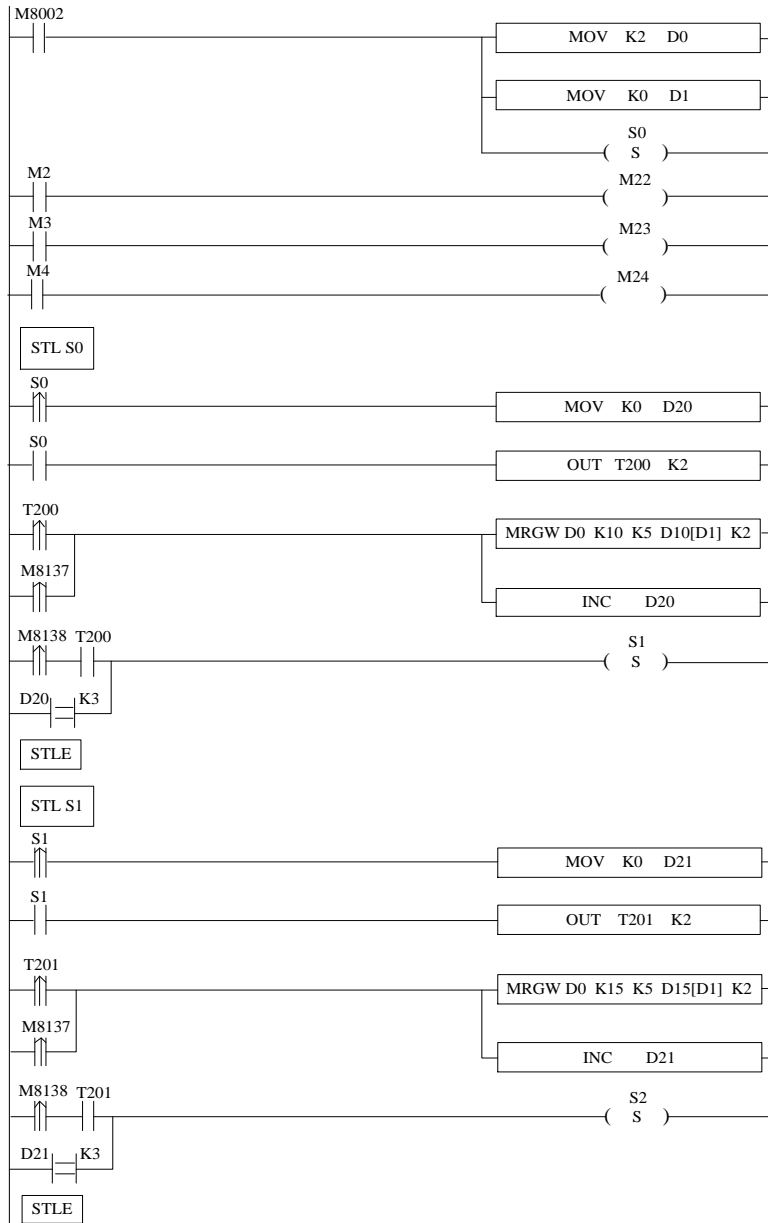 M8002
MOV K2 D0
MOV K0 D1
S0
( S )
M2 M22
( )
M3 M23
( )
M4 M24
( )
STL S0
S0
MOV K0 D20
S0
OUT T200 K2
T200
MRGW D0 K10 K5 D10[D1] K2
M8137
INC D20
M8138 T200 S1
( S )
D20 K3
STLE
STL S1
S1
MOV K0 D21
S1
OUT T201 K2
T201
MRGW D0 K15 K5 D15[D1] K2
M8137
INC D21
M8138 T201 S2
( S )
D21 K3
STLE